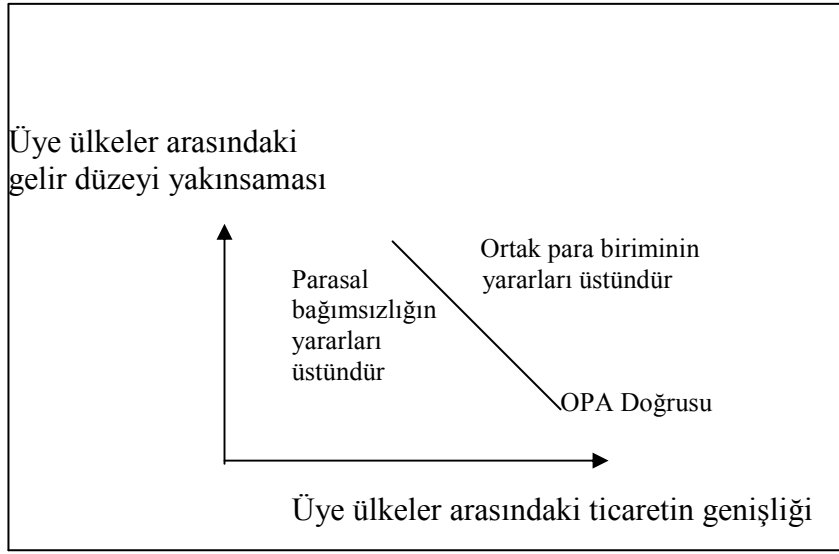 Üye ülkeler arasındaki
gelir düzeyi yakınsaması
Ortak para biriminin
yararları üstündür
Parasal
bağımsızlığın
yararları
üstündür
OPA Doğrusu
Üye ülkeler arasındaki ticaretin genişliği